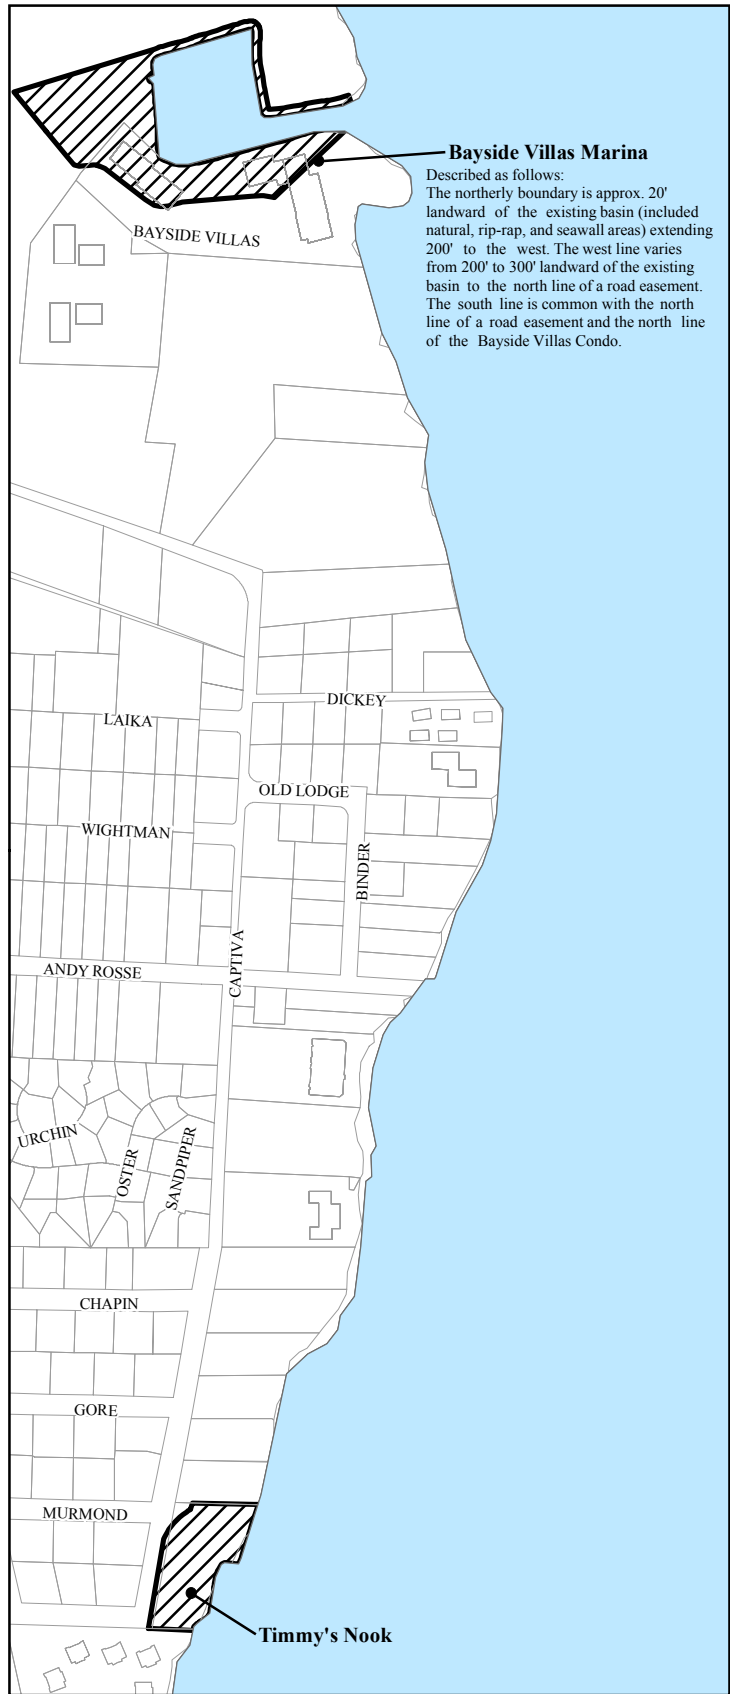 Bayside Villas Marina
Described as follows:
The northerly boundary is approx. 20'
landward of the existing basin (included
natural, rip-rap, and seawall areas) extending
200' to the west. The west line varies
from 200' to 300' landward of the existing
basin to the north line of a road easement.
The south line is common with the north
line of a road easement and the north line
of the Bayside Villas Condo.
BAYSIDE VILLAS
DICKEY
LAIKA
OLD LODGE
WIGHTMAN
BINDER
CAPTIVA
ANDY ROSSE
URCHIN
OSTER
SANDPIPER
CHAPIN
GORE
MURMOND
Timmy's Nook